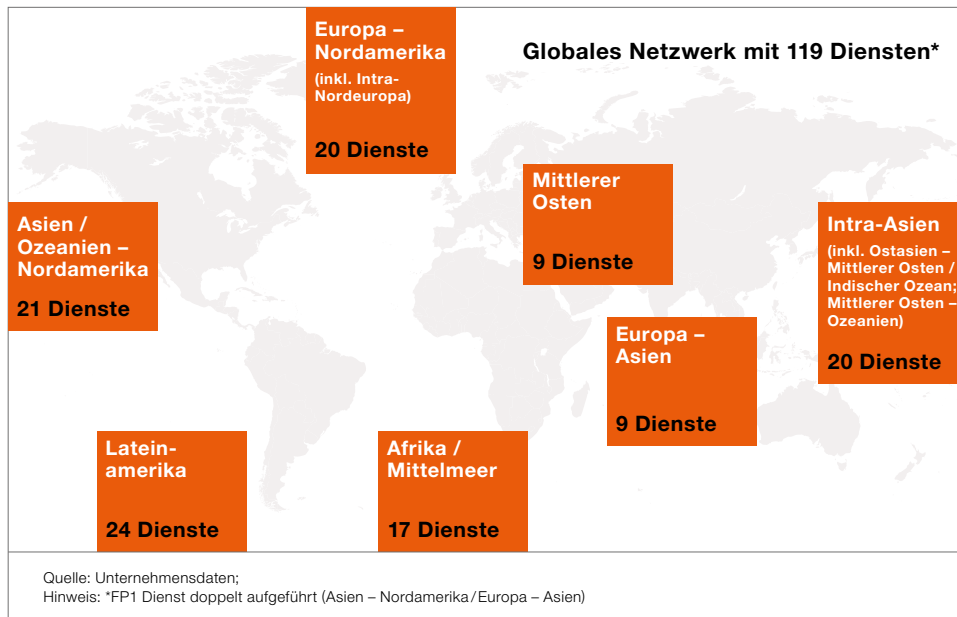 Globales Netzwerk mit 119 Diensten*
Europa –
Nordamerika
(inkl. Intra-
Nordeuropa)
20 Dienste
Mittlerer
Osten
9 Dienste
Asien /
Ozeanien –
Nordamerika
21 Dienste
Intra-Asien
(inkl. Ostasien –
Mittlerer Osten /
Indischer Ozean;
Mittlerer Osten –
Ozeanien)
20 Dienste
Europa –
Asien
9 Dienste
Latein-
amerika
24 Dienste
Afrika /
Mittelmeer
17 Dienste
Quelle: Unternehmensdaten;
Hinweis: *FP1 Dienst doppelt aufgeführt (Asien – Nordamerika/Europa – Asien)